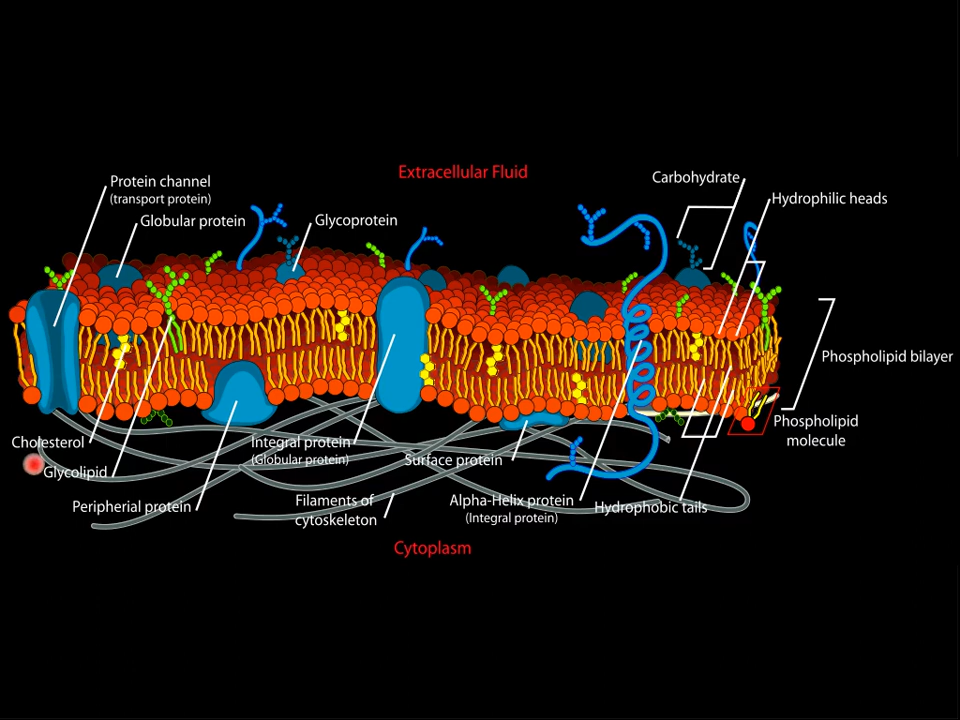 Extracellular Fluid
Protein channel
(transport protein)
Globular protein
Glycoprotein
Carbohydrate
Hydrophilic heads
Phospholipid bilayer
Phospholipid
molecule
Cholesterol
Glycolipid
Peripherial protein
Integral protein
(Globular protein)
Filaments of
cytoskeleton
Surface protein
Alpha-Helix protein
(Integral protein)
Hydrophobic tails
Cytoplasm